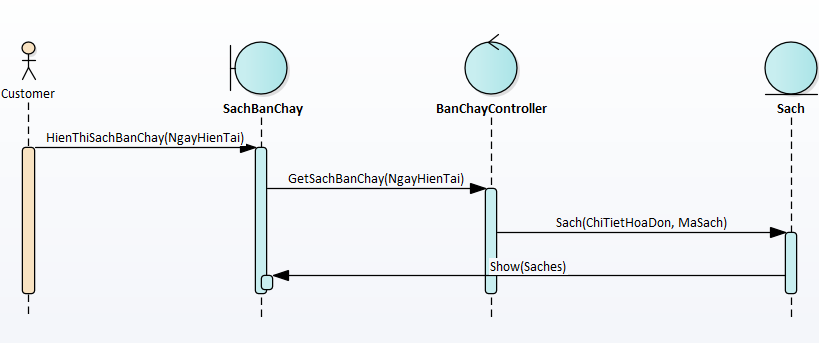 Customer
SachBanChay
BanChayController
Sach
HienThiSachBanChay(NgayHienTai)
GetSachBanChay(NgayHienTai)
Sach(ChiTietHoaDon, MaSach)
Show(Saches)